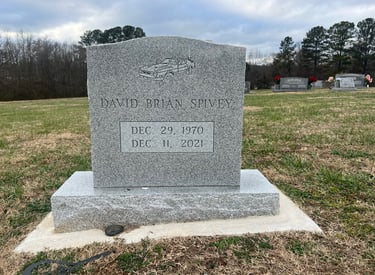 DAVID BRIAN SPIVEY
DEC. 29, 1970
DEC. 11, 2021